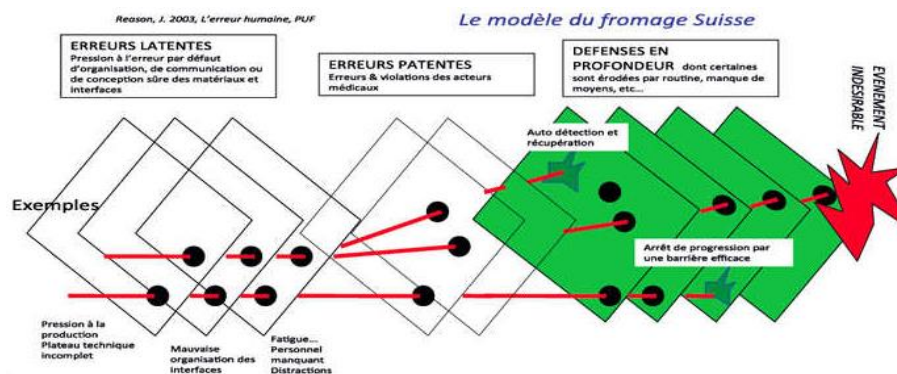 Reason, J. 2003, L'erreur humaine, PUF
Le modèle du fromage Suisse
ERREURS LATENTES
Pression à l'erreur par défaut
d'organisation, de communication ou
de conception sûre des matériaux et
interfaces
ERREURS PATENTES
Erreurs & violations des acteurs
médicaux
DEFENSES EN
PROFONDEUR dont certaines
sont érodées par routine, manque de
moyens, etc...
EVENEMENT
INDESIRABLE
Auto détection et
récupération
Exemples
Arrêt de progression par
une barrière efficace
Pression à la
production
Plateau technique
incomplet
Mauvaise
organisation des
interfaces
Fatigue...
Personnel
manquant
Distractions